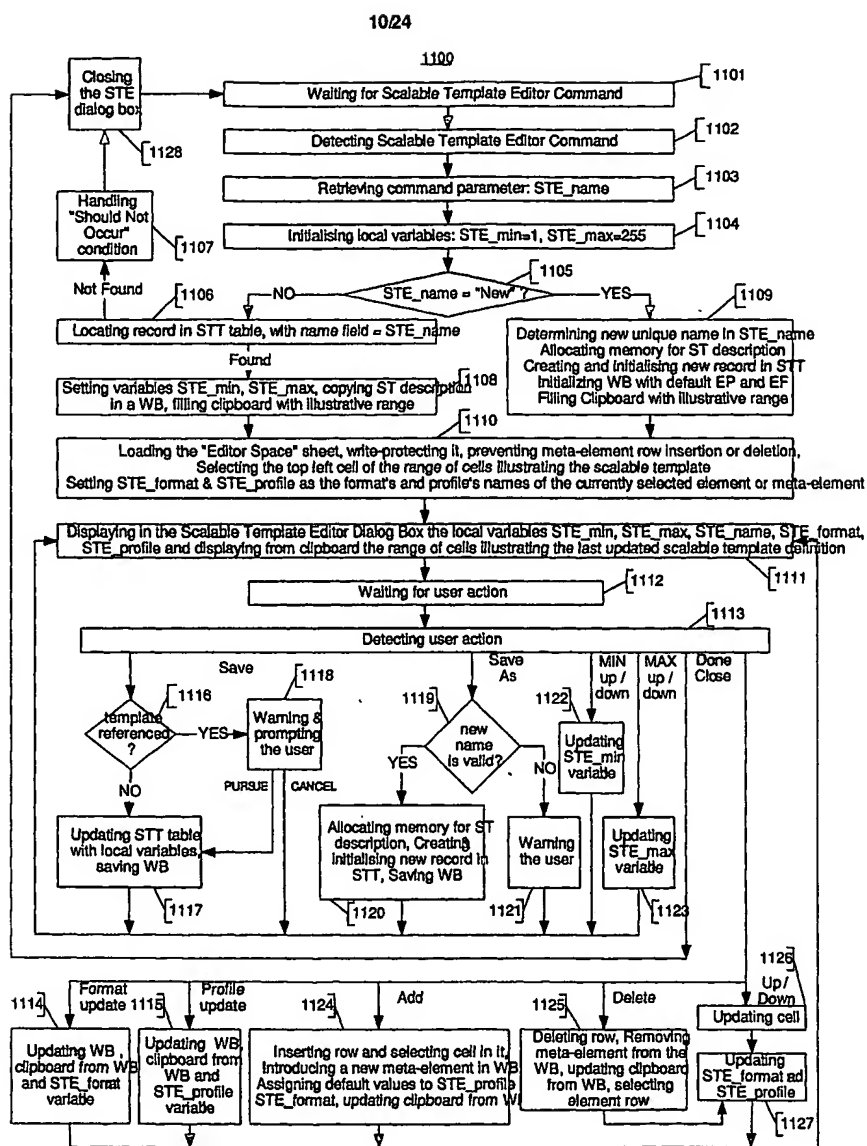 10/24
1100
Closing
the STE
dialog box
1128
Waiting for Scalable Template Editor Command
1101
Detecting Scalable Template Editor Command
1102
Retrieving command parameter: STE_name
1103
Handling
"Should Not
Occur"
condition
1107
Initialising local variables: STE_min=1, STE_max=255
1104
Not Found
1106
NO
STE_name = "New" ?
1105
YES
1109
Locating record in STT table, with name field = STE_name
Found
Determining new unique name in STE_name
Allocating memory for ST description
Creating and initialising new record in STT
Initializing WB with default EP and EF
Filling Clipboard with illustrative range
Setting variables STE_min, STE_max, copying ST description
in a WB, filling clipboard with illustrative range
1108
1110
Loading the "Editor Space" sheet, write-protecting it, preventing meta-element row insertion or deletion,
Selecting the top left cell of the range of cells illustrating the scalable template
Setting STE_format & STE_profile as the format's and profile's names of the currently selected element or meta-element
Displaying in the Scalable Template Editor Dialog Box the local variables STE_min, STE_max, STE_name, STE_format,
STE_profile and displaying from clipboard the range of cells illustrating the last updated scalable template definition
1111
Waiting for user action
1112
Detecting user action
1113
Save
Save
As
MIN
up /
down
MAX
up /
down
Done
Close
template
referenced
?
1116
YES
NO
Warning &
prompting
the user
1118
PURSUE
CANCEL
1119
new
name
is valid?
YES
NO
1122
Updating
STE_min
variable
Updating STT table
with local variables,
saving WB
1117
Allocating memory for ST
description, Creating
initialising new record in
STT, Saving WB
1120
Warning
the user
1121
Updating
STE_max
variable
1123
1114
Format
update
1115
Profile
update
1124
Add
1125
Delete
1126
Up /
Down
Updating cell
Updating WB ,
clipboard from WB
and STE_format
variable
Updating WB,
clipboard from
WB and
STE_profile
variable
Inserting row and selecting cell in it,
Introducing a new meta-element in WB
Assigning default values to STE_profile
STE_format, updating clipboard from
Deleting row, Removing
meta-element from the
WB, updating clipboard
from WB, selecting
element row
Updating
STE_format ad
STE_profile
1127